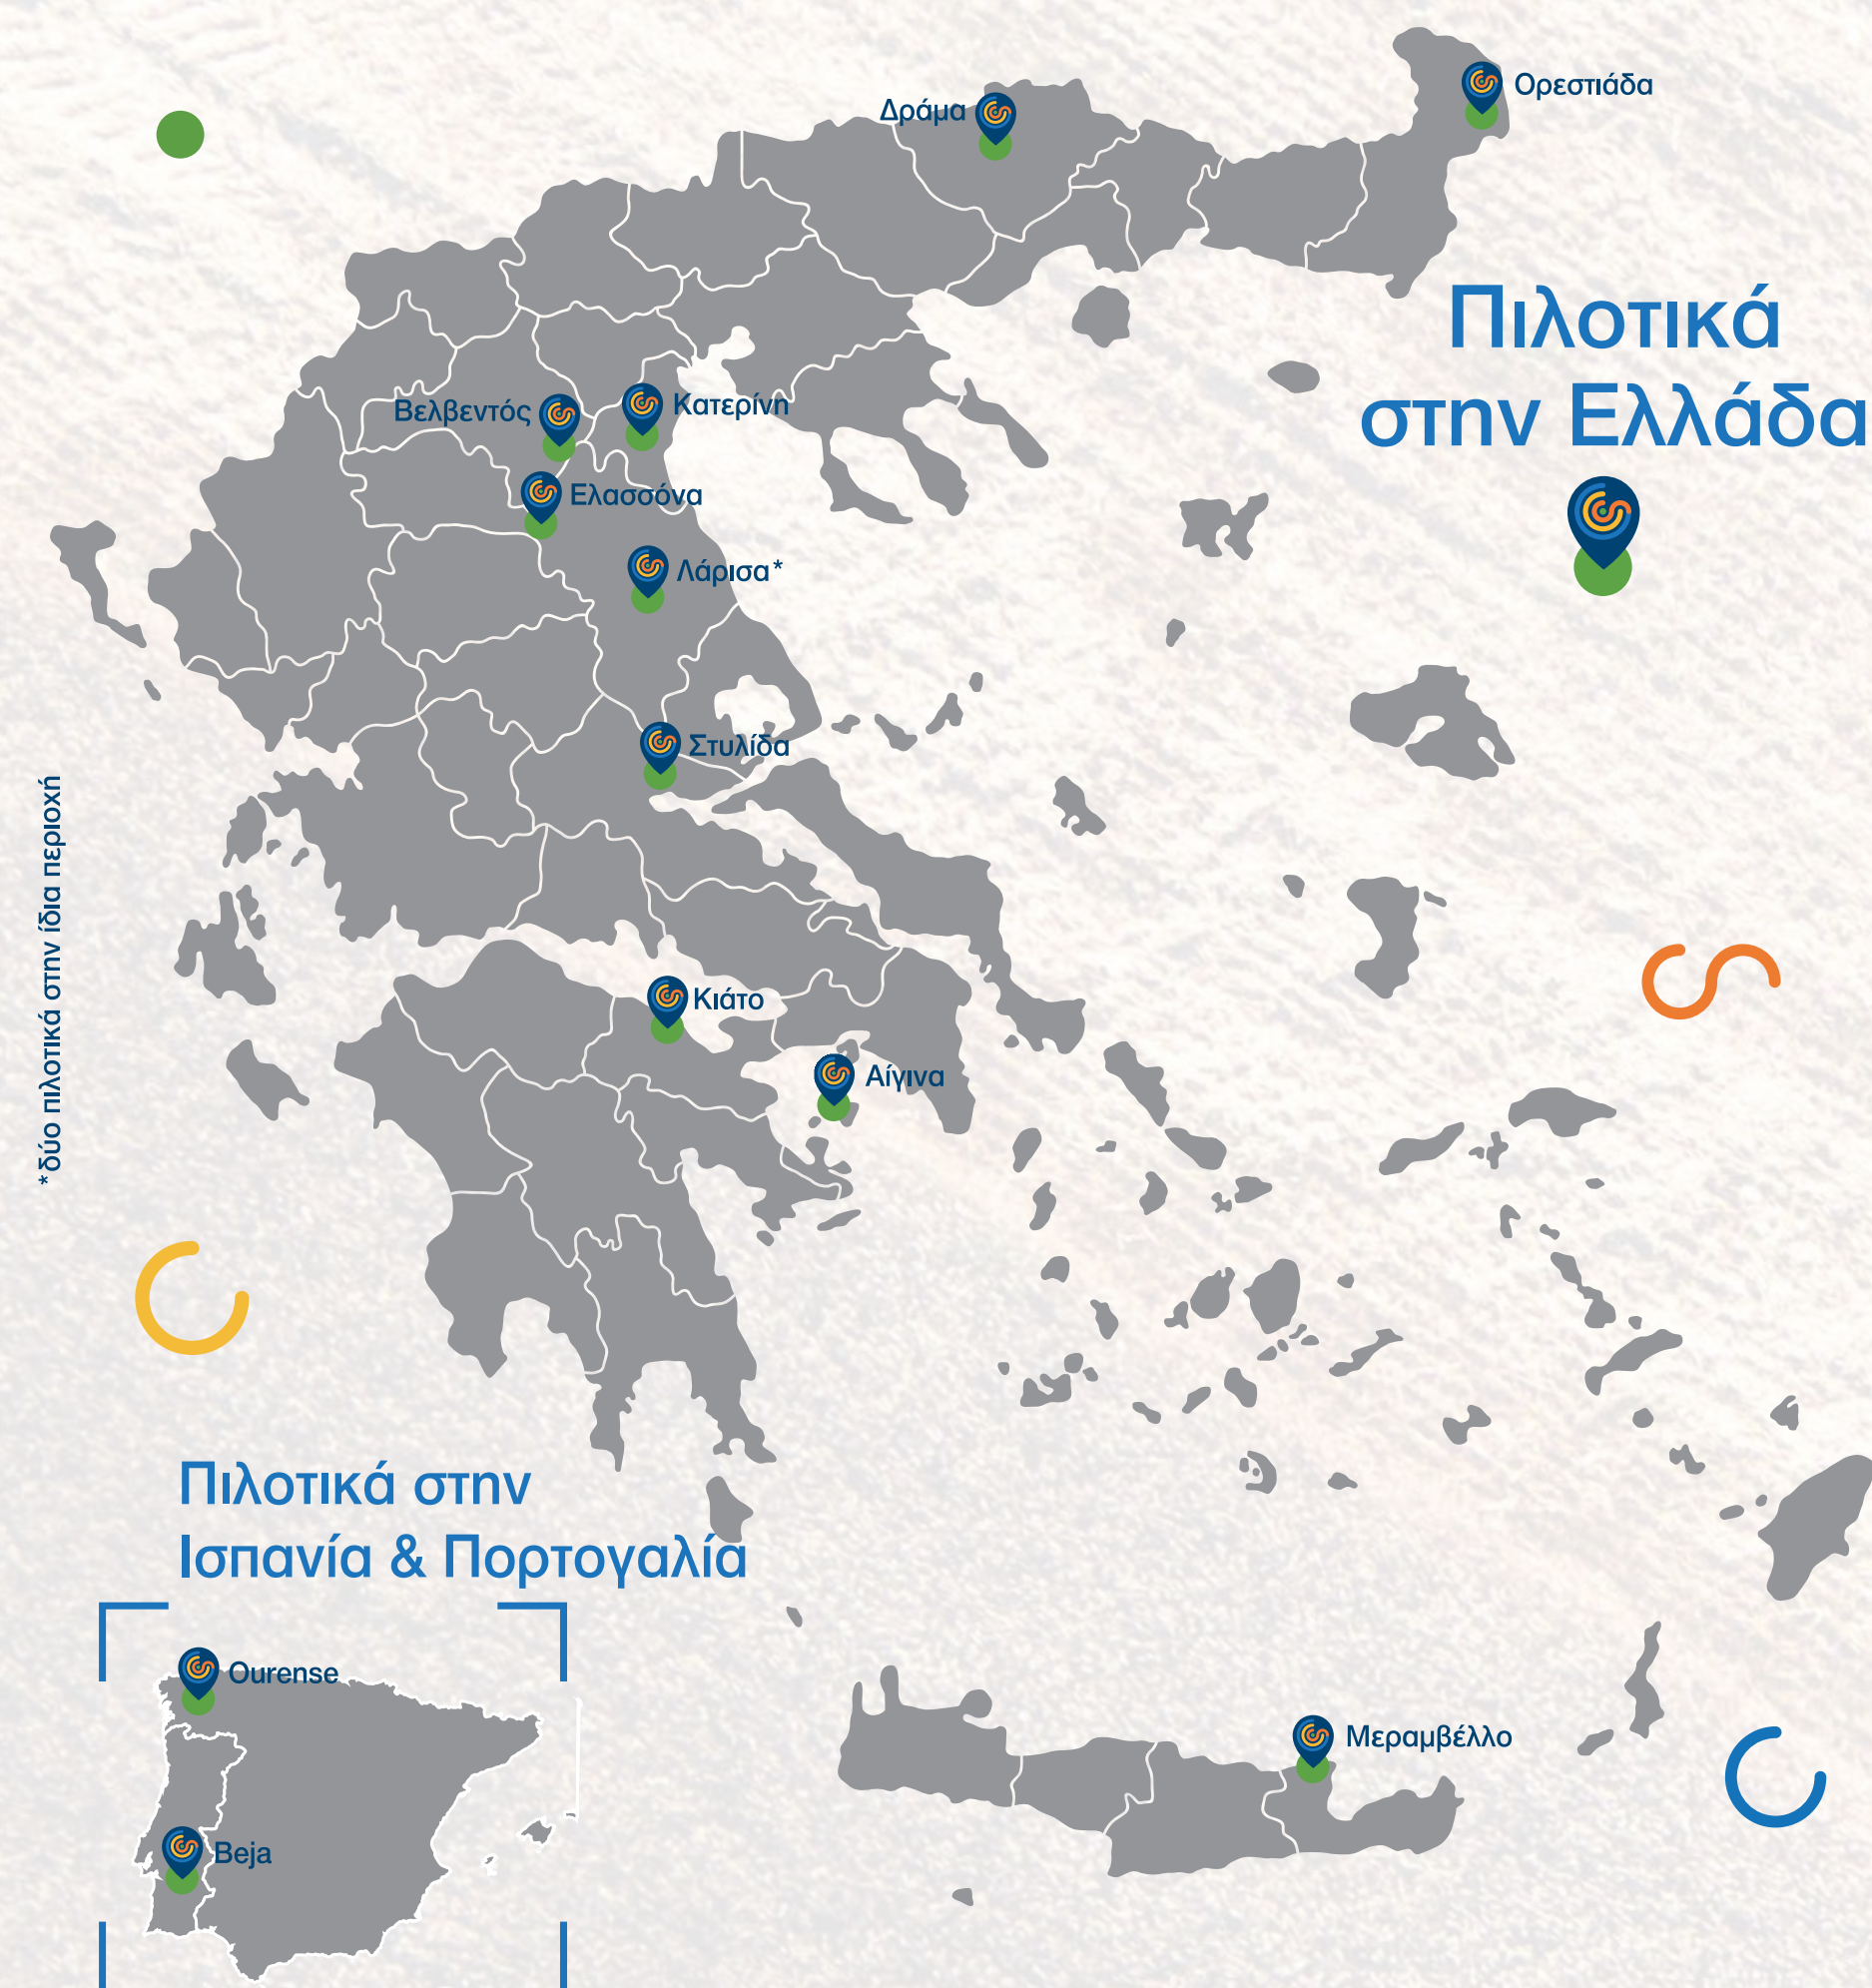 Ορεστιάδα
Δράμα
Πιλοτικά
στην Ελλάδα
Βελβεντός
Κατερίνη
Ελασσόνα
Λάρισα*
Στυλίδα
*δύο πιλοτικά στην ίδια περιοχή
Κιάτο
Αίγινα
Πιλοτικά στην
Ισπανία & Πορτογαλία
Ourense
Μεραμβέλλο
Beja